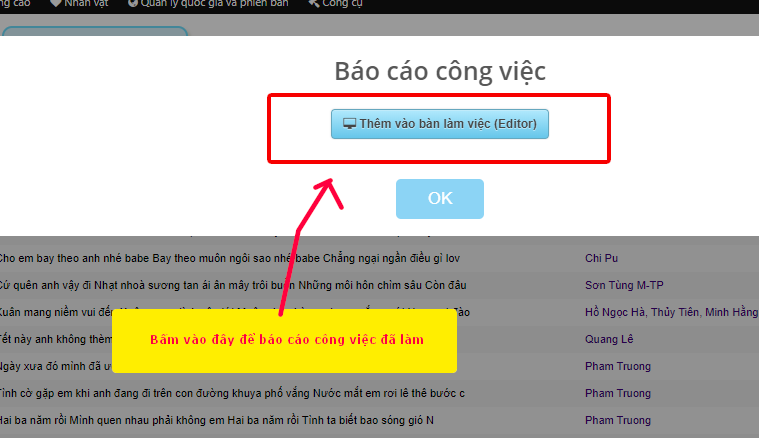 ng cáo Nhân vật Quản lý quốc gia và phiên bản Công cụ
Báo cáo công việc
Thêm vào bàn làm việc (Editor)
OK
Cho em bay theo anh nhé babe Bay theo muôn ngôi sao nhé babe Chẳng ngại ngần điều gì lov Chi Pu
Cứ quên anh vậy đi Nhạt nhoà sương tan ái ân mây trôi buồn Những môi hôn chìm sâu Còn đâu Sơn Tùng M-TP
Xuân mang niềm vui đến Hồ Ngọc Hà, Thủy Tiên, Minh Hằng
Tết này anh không thêm Quang Lê
Bấm vào đây để báo cáo công việc đã làm
Ngày xưa đó mình đã Pham Truong
Tình cờ gặp em khi anh đang đi trên con đường khuya phố vắng Nước mắt em rơi lê thê bước c Pham Truong
Hai ba năm rồi Mình quen nhau phải không em Hai ba năm rồi Tình ta biết bao sóng gió N Pham Truong